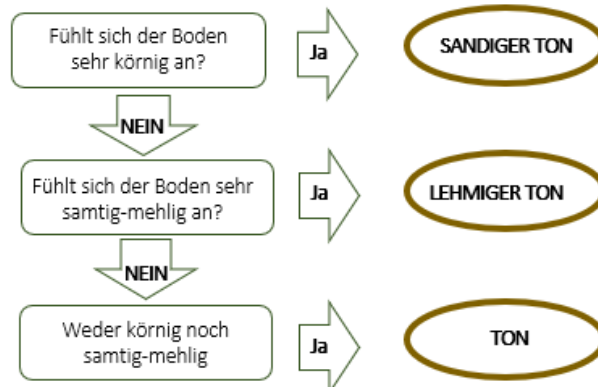 Fühlt sich der Boden
sehr körnig an?
Ja
SANDIGER TON
NEIN
Fühlt sich der Boden sehr
samtig-mehlig an?
Ja
LEHMIGER TON
NEIN
Weder körnig noch
samtig-mehlig
Ja
TON